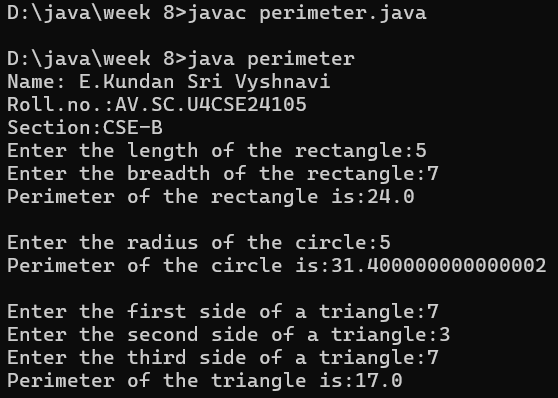 D:\java\week 8>javac perimeter.java
D:\java\week 8>java perimeter
Name: E.Kundan Sri Vyshnavi
Roll.no.:AV.SC.U4CSE24105
Section:CSE-B
Enter the length of the rectangle:5
Enter the breadth of the rectangle:7
Perimeter of the rectangle is:24.0
Enter the radius of the circle:5
Perimeter of the circle is:31.400000000000002
Enter the first side of a triangle:7
Enter the second side of a triangle:3
Enter the third side of a triangle:7
Perimeter of the triangle is:17.0